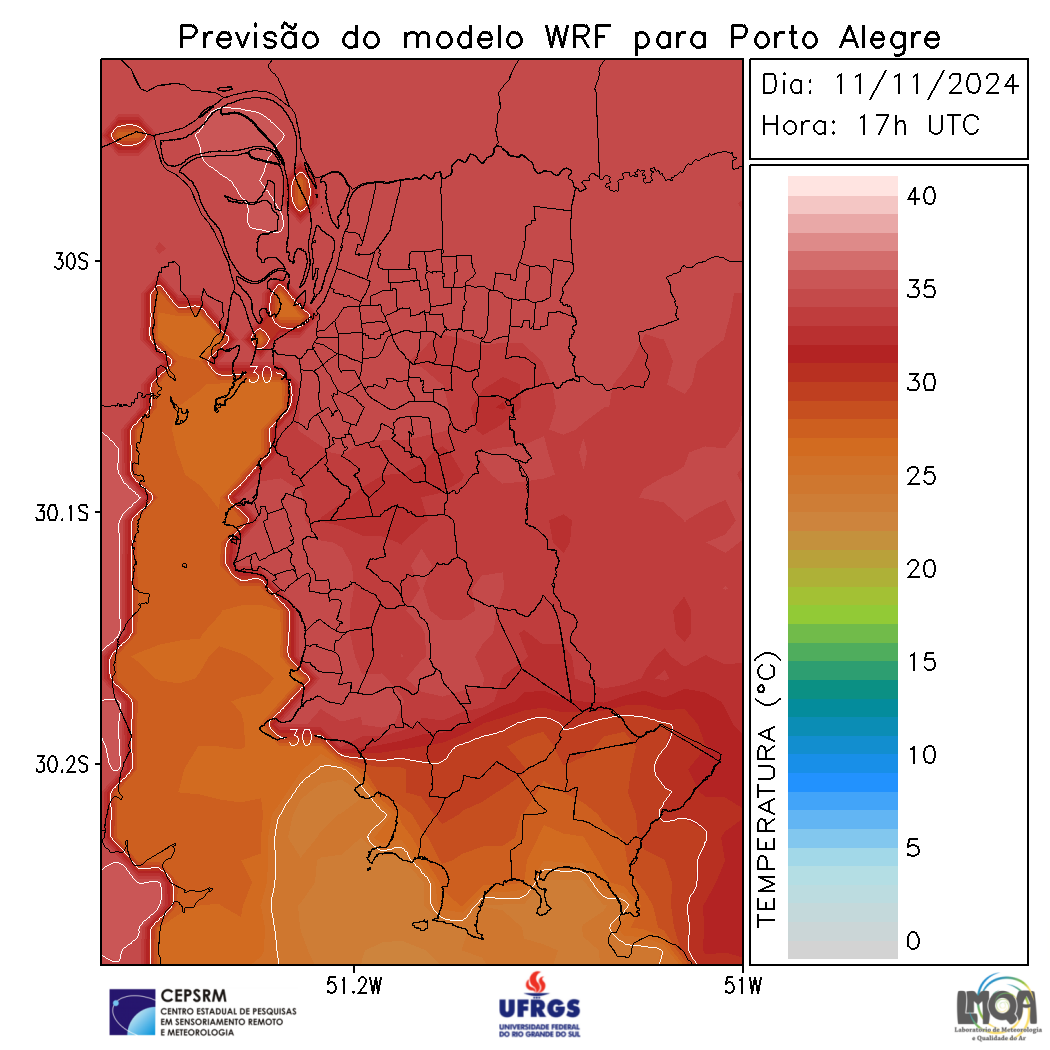 Previsão do modelo WRF para Porto Alegre
Dia: 11/11/2024
Hora: 17h UTC
30S
30.1S
30.2S
51.2W
51W
30
30
TEMPERATURA (°C)
40
35
30
25
20
15
10
5
0
CEPSRM
CENTRO ESTADUAL DE PESQUISAS
EM SENSORIAMENTO REMOTO
E METEOROLOGIA
UFRGS
UNIVERSIDADE FEDERAL
DO RIO GRANDE DO SUL
LMQA
Laboratório de Meteorologia
e Qualidade do Ar